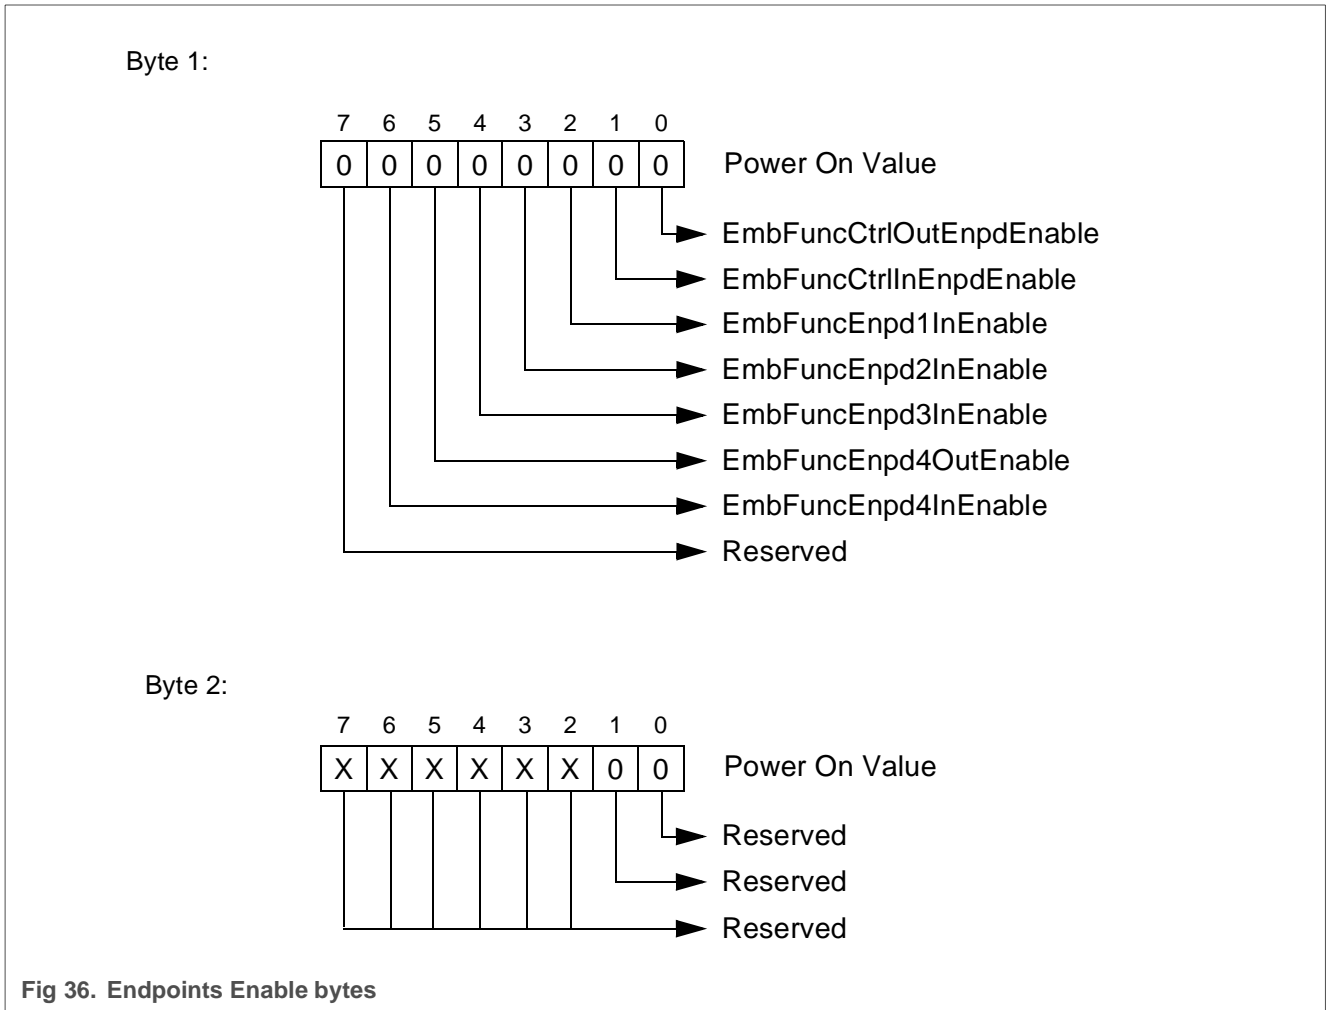 Byte 1:
7 6 5 4 3 2 1 0
0 0 0 0 0 0 0 0 Power On Value
EmbFuncCtrlOutEnpdEnable
EmbFuncCtrlInEnpdEnable
EmbFuncEnpd1InEnable
EmbFuncEnpd2InEnable
EmbFuncEnpd3InEnable
EmbFuncEnpd4OutEnable
EmbFuncEnpd4InEnable
Reserved
Byte 2:
7 6 5 4 3 2 1 0
X X X X X X 0 0 Power On Value
Reserved
Reserved
Reserved
Fig 36. Endpoints Enable bytes